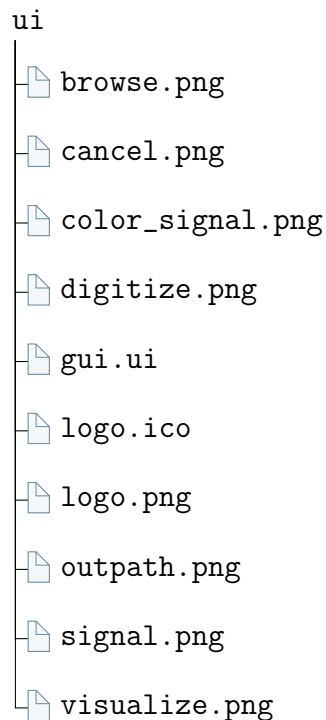 ui
browse.png
cancel.png
color_signal.png
digitize.png
gui.ui
logo.ico
logo.png
outpath.png
signal.png
visualize.png